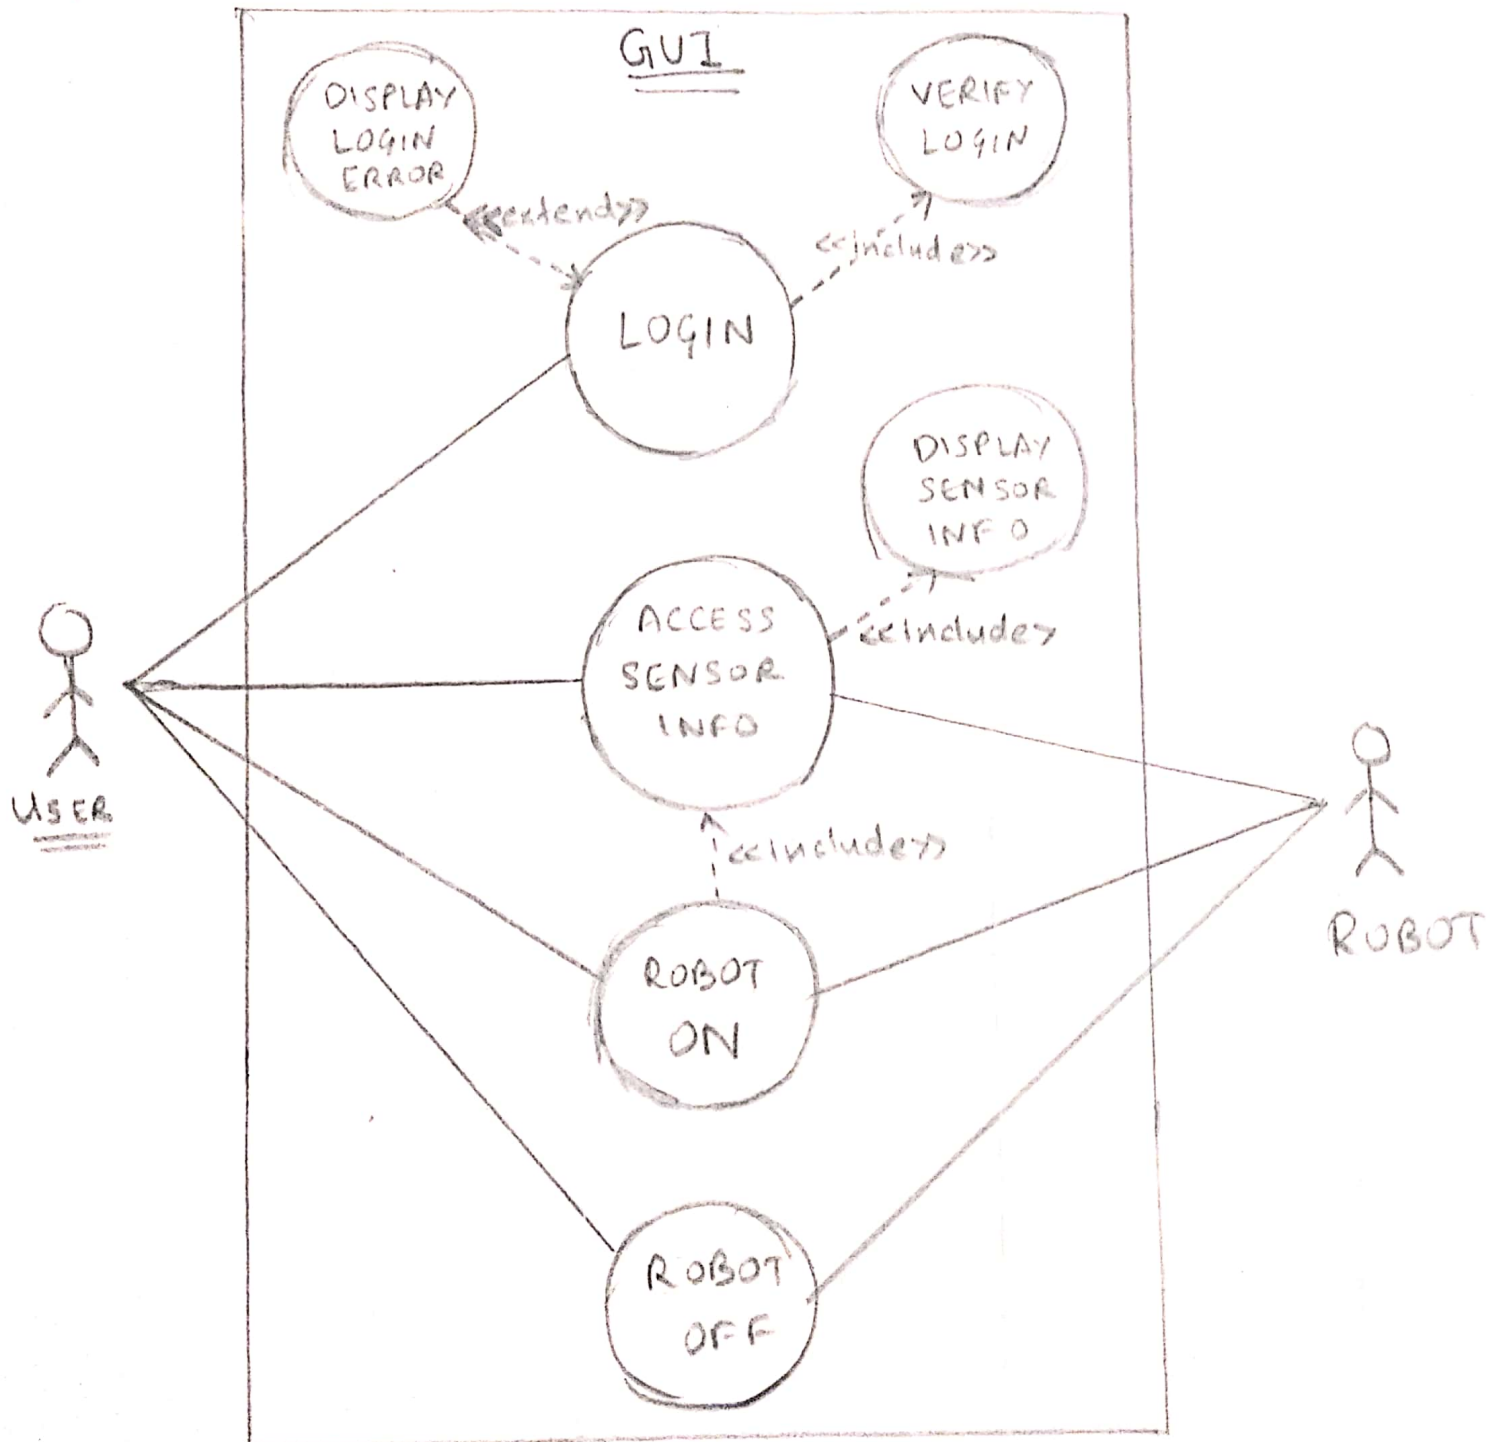 GUI
DISPLAY
LOGIN
ERROR
VERIFY
LOGIN
<<extend>>
<<include>>
LOGIN
DISPLAY
SENSOR
INFO
ACCESS
SENSOR
INFO
<<include>
USER
<<include>>
ROBOT
ON
ROBOT
ROBOT
OFF